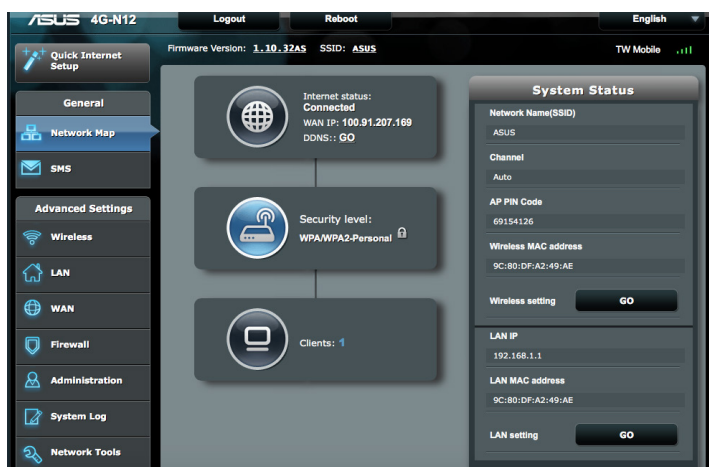 ASUS 4G-N12
Logout
Reboot
English
Quick Internet
Setup
Firmware Version: 1.10.32AS SSID: ASUS
TW Mobile
General
Network Map
SMS
Advanced Settings
Wireless
LAN
WAN
Firewall
Administration
System Log
Network Tools
Internet status:
Connected
WAN IP: 100.91.207.169
DDNS:: GO
Security level:
WPA/WPA2-Personal
Clients: 1
System Status
Network Name(SSID)
ASUS
Channel
Auto
AP PIN Code
69154126
Wireless MAC address
9C:80:DF:A2:49:AE
Wireless setting GO
LAN IP
192.168.1.1
LAN MAC address
9C:80:DF:A2:49:AE
LAN setting GO